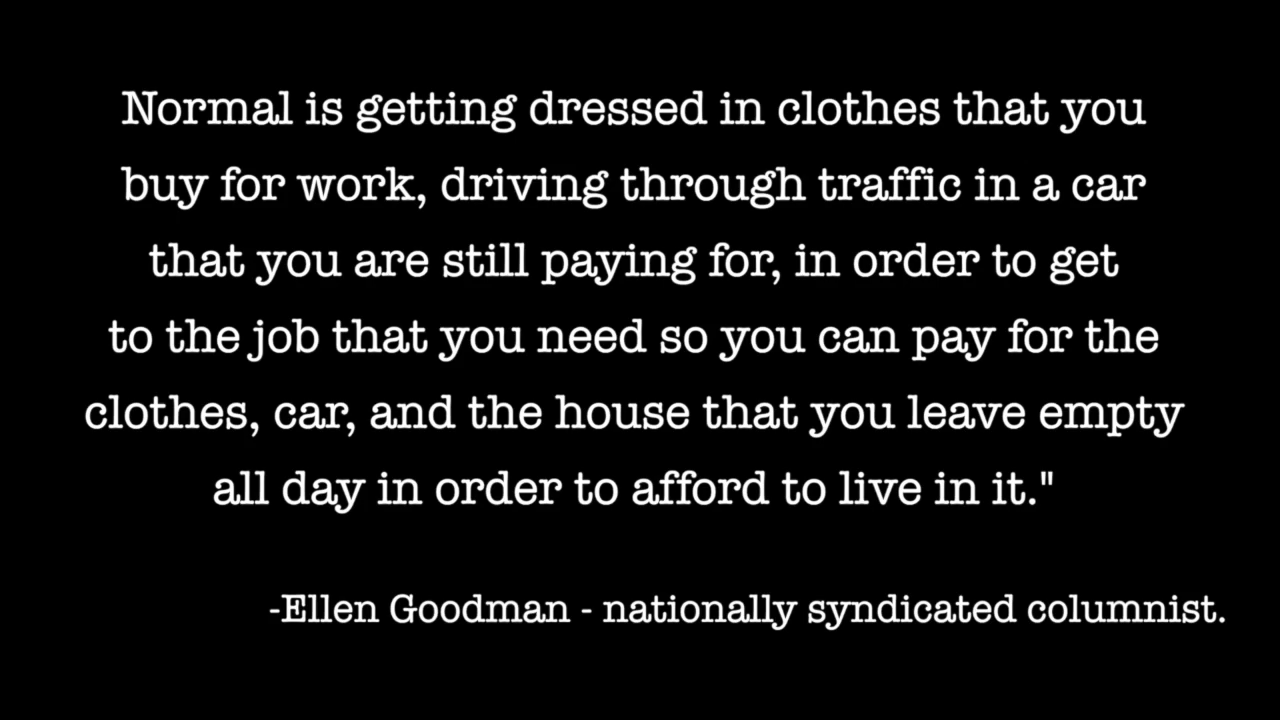 Normal is getting dressed in clothes that you
buy for work, driving through traffic in a car
that you are still paying for, in order to get
to the job that you need so you can pay for the
clothes, car, and the house that you leave empty
all day in order to afford to live in it."
-Ellen Goodman - nationally syndicated columnist.